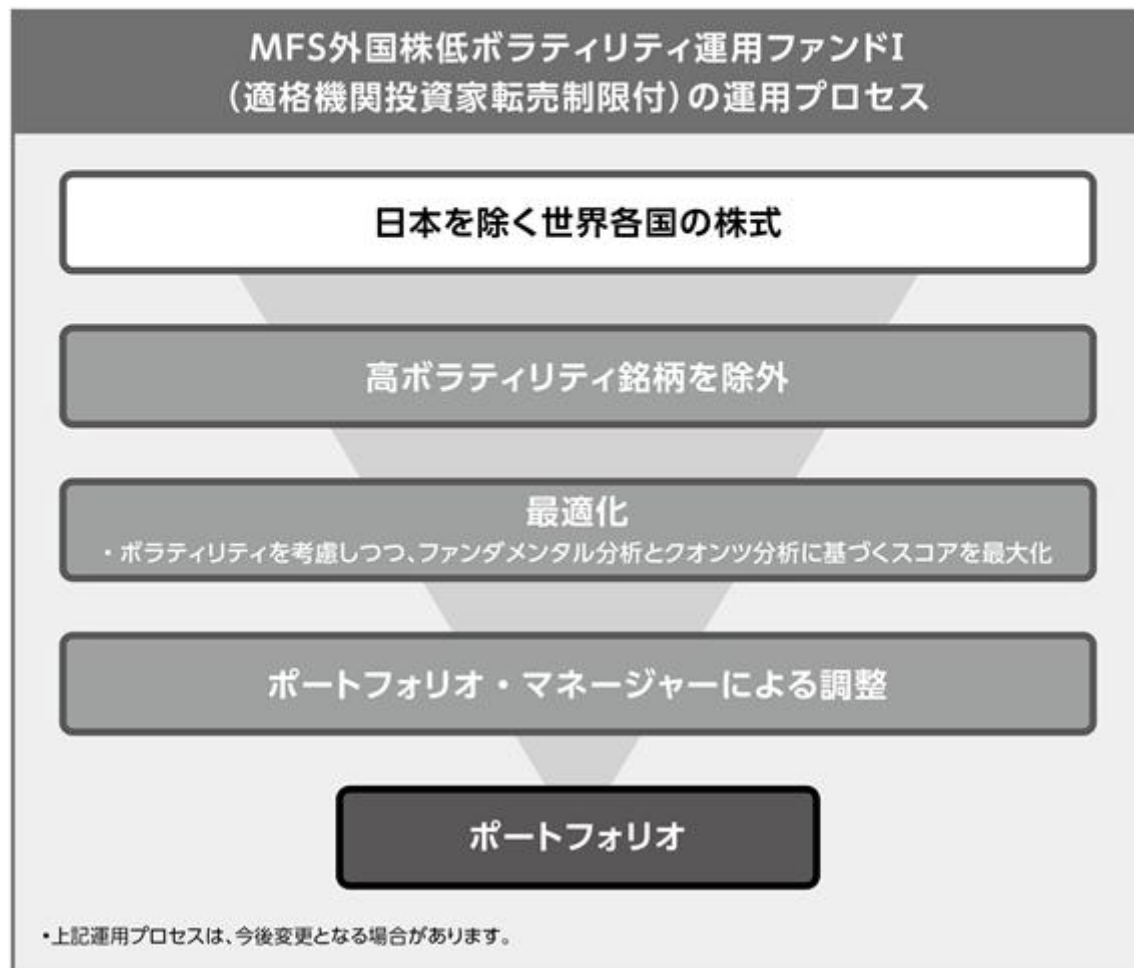 MFS外国株低ボラティリティ運用ファンドI
（適格機関投資家転売制限付）の運用プロセス
日本を除く世界各国の株式
高ボラティリティ銘柄を除外
最適化
・ボラティリティを考慮しつつ、ファンダメンタル分析とクオンツ分析に基づくスコアを最大化
ポートフォリオ・マネージャーによる調整
ポートフォリオ
•上記運用プロセスは、今後変更となる場合があります。